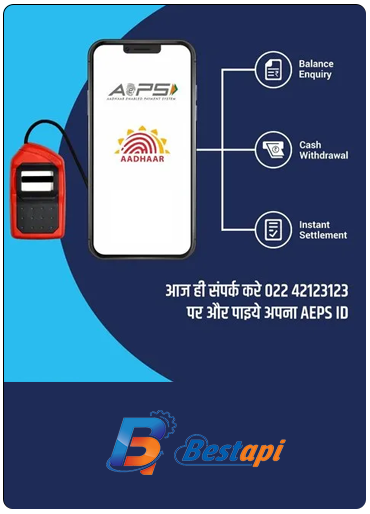 AePS
AADHAAR ENABLED PAYMENT SYSTEM
AADHAAR
Balance
Enquiry
Cash
Withdrawal
Instant
Settlement
आज ही संपर्क करे 022 42123123
पर और पाइये अपना AEPS ID
Bestapi